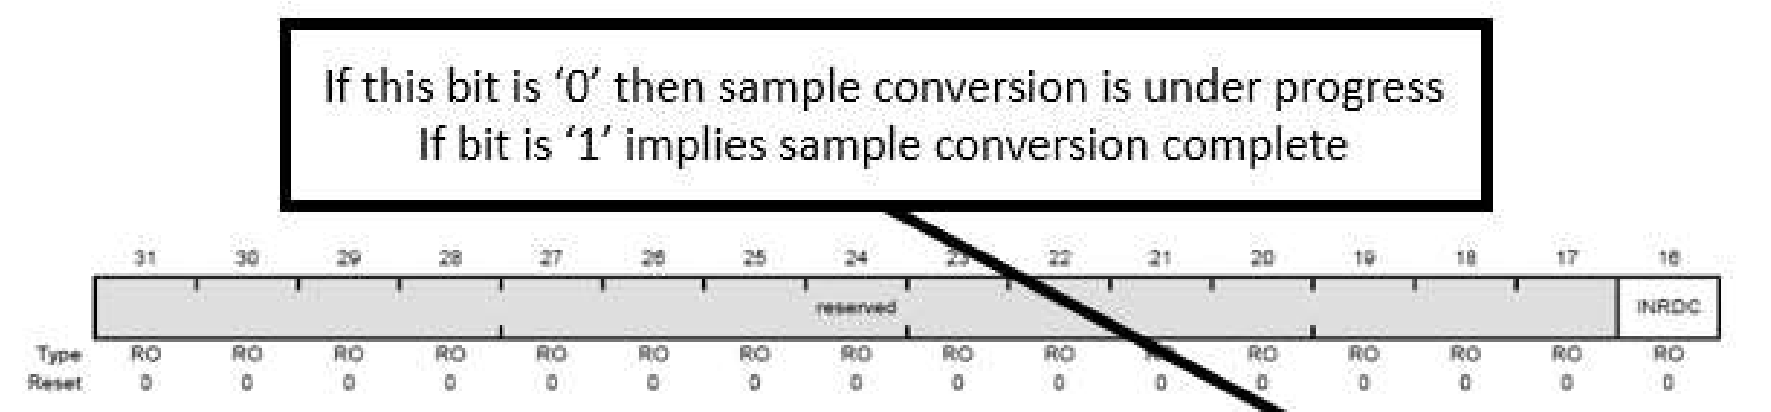 If this bit is ‘0’ then sample conversion is under progress
If bit is ‘1’ implies sample conversion complete
31 30 29 28 27 26 25 24 23 22 21 20 19 18 17 16
reserved INRDC
Type RO RO RO RO RO RO RO RO RO RO RO RO RO RO RO RO
Reset 0 0 0 0 0 0 0 0 0 0 0 0 0 0 0 0